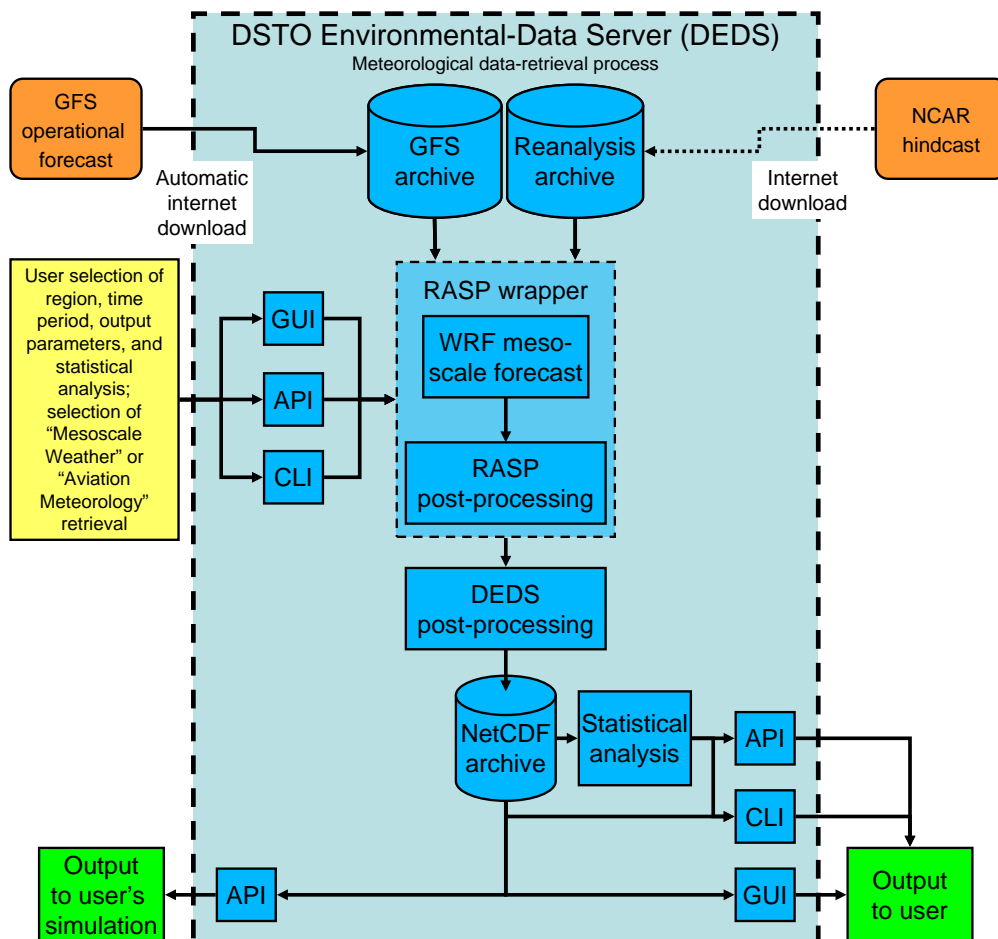 DSTO Environmental-Data Server (DEDS)
Meteorological data-retrieval process
GFS
operational
forecast
GFS
archive
Reanalysis
archive
NCAR
hindcast
Automatic
internet
download
Internet
download
User selection of
region, time
period, output
parameters, and
statistical
analysis;
selection of
“Mesoscale
Weather” or
“Aviation
Meteorology”
retrieval
GUI
API
CLI
RASP wrapper
WRF meso-
scale forecast
RASP
post-processing
DEDS
post-processing
NetCDF
archive
Statistical
analysis
API
CLI
Output
to user’s
simulation
API
GUI
Output
to user